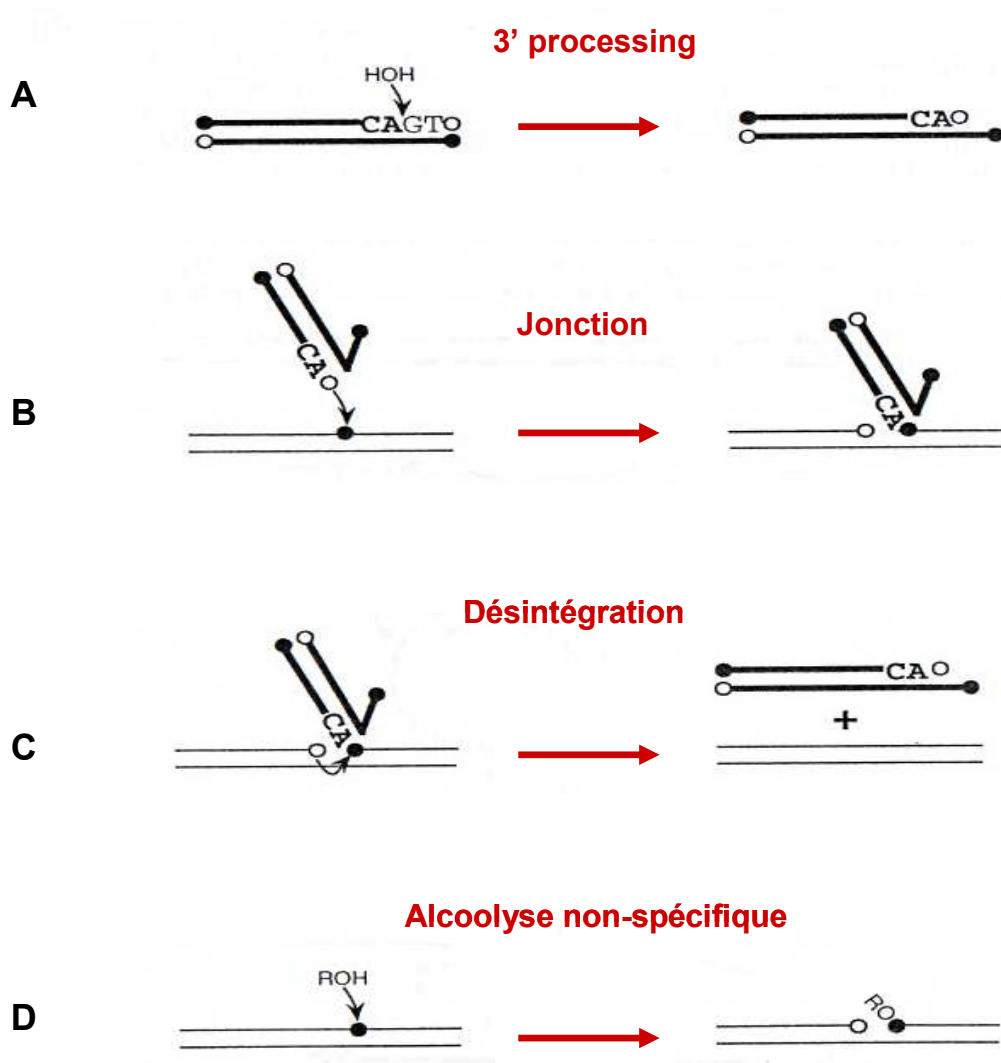 3' processing
A
HOH
CAGT
CA
Jonction
CA
CA
B
Désintégration
CA
CA
+
C
Alcoolyse non-spécifique
ROH
RO
D